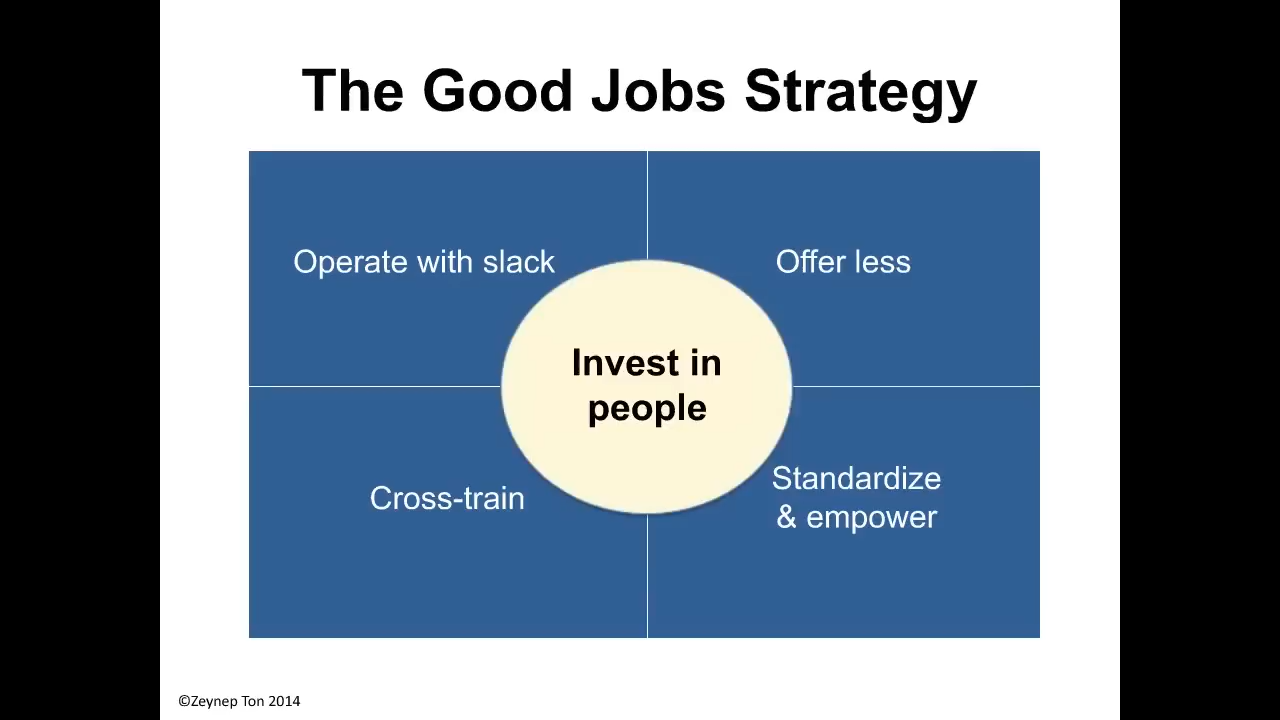 The Good Jobs Strategy
Operate with slack
Offer less
Invest in
people
Cross-train
Standardize
& empower
©Zeynep Ton 2014